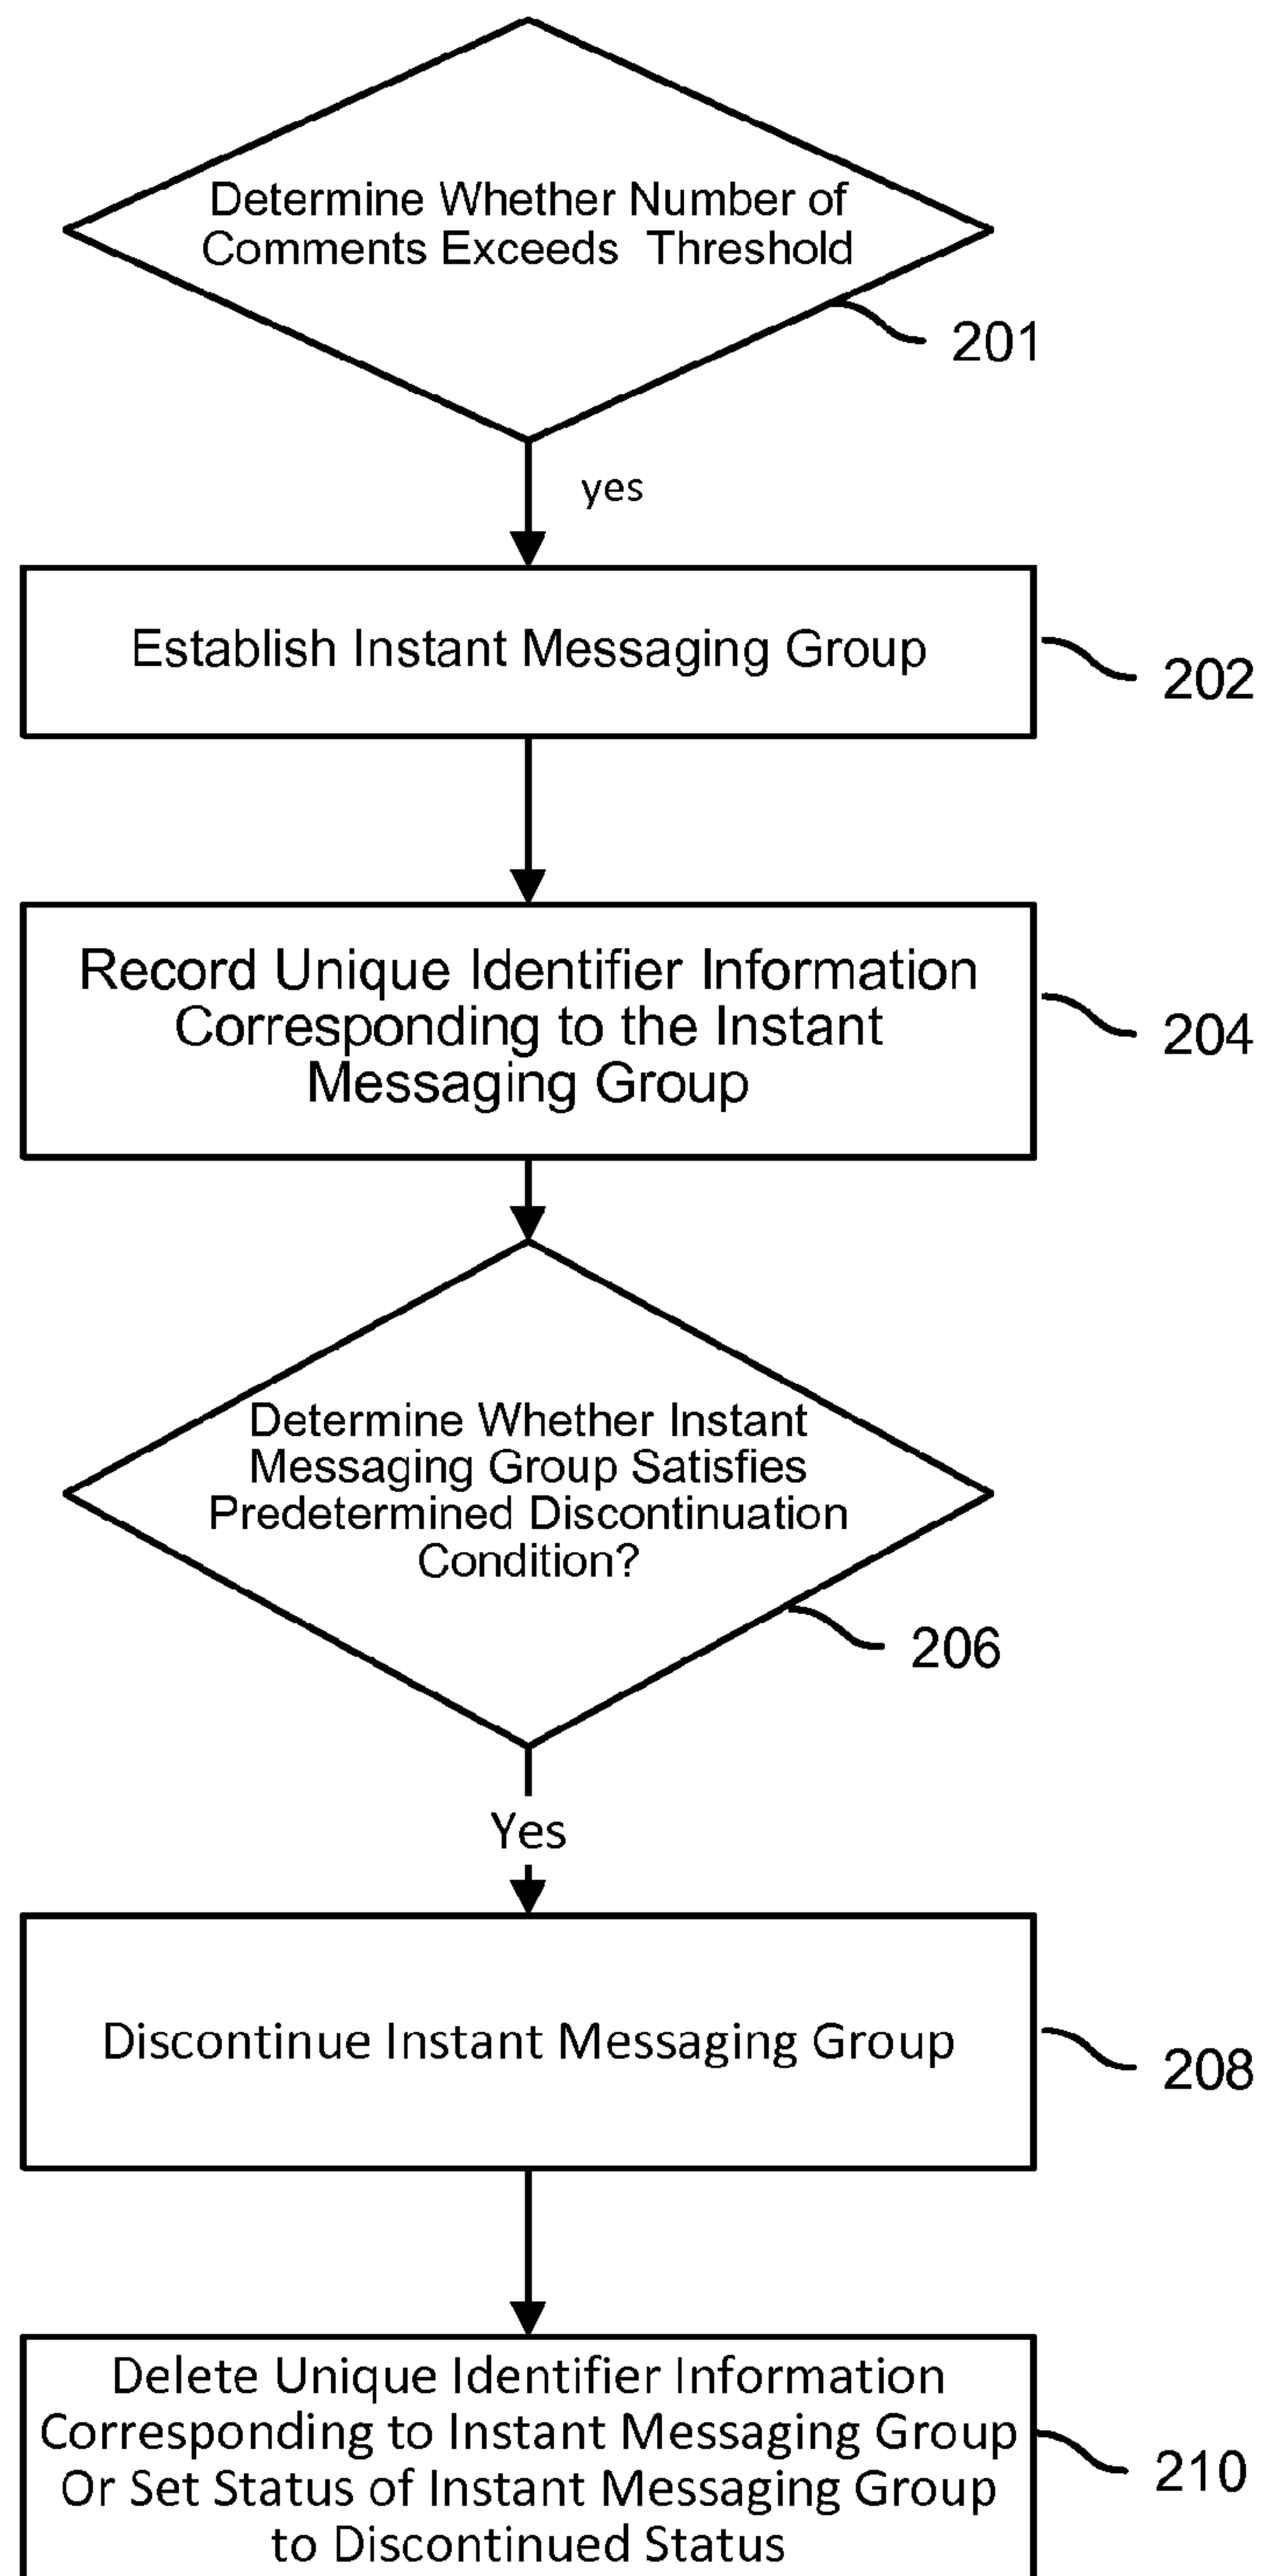 Determine Whether Number of
Comments Exceeds Threshold
201
yes
Establish Instant Messaging Group
202
Record Unique Identifier Information
Corresponding to the Instant
Messaging Group
204
Determine Whether Instant
Messaging Group Satisfies
Predetermined Discontinuation
Condition?
206
Yes
Discontinue Instant Messaging Group
208
Delete Unique Identifier Information
Corresponding to Instant Messaging Group
Or Set Status of Instant Messaging Group
to Discontinued Status
210